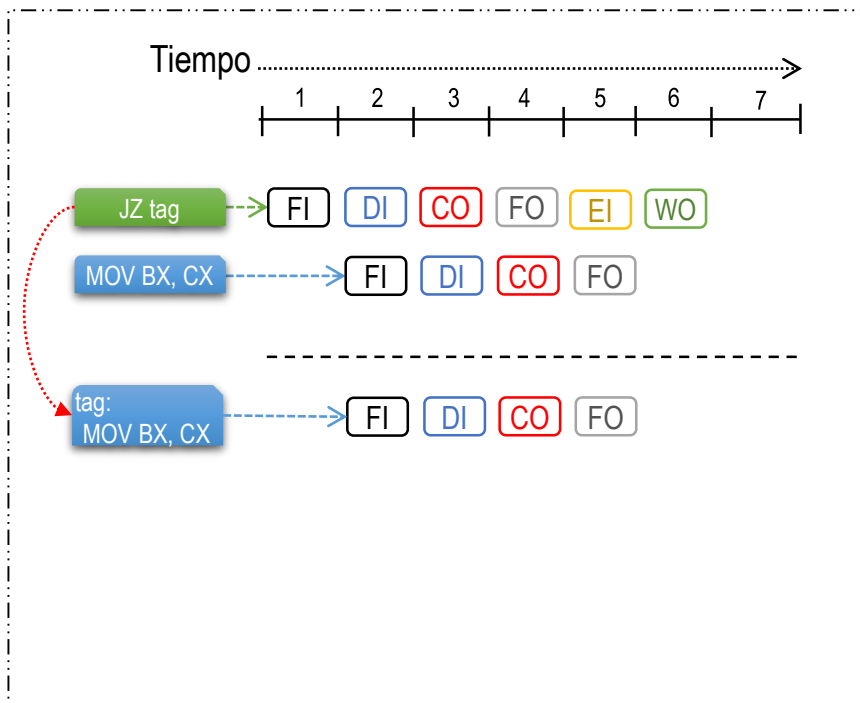 Tiempo
1 2 3 4 5 6 7
JZ tag FI DI CO FO EI WO
MOV BX, CX FI DI CO FO
tag:
MOV BX, CX FI DI CO FO